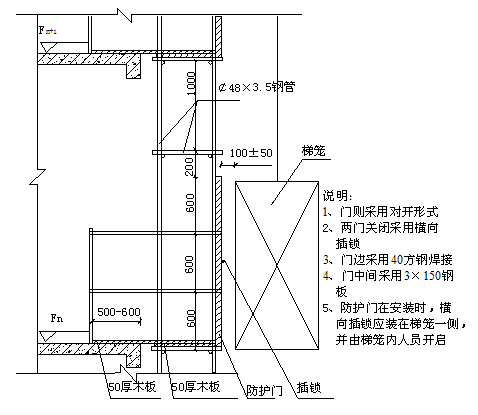 Fn+1
1000
￠48×3.5钢管
100±50
梯笼
200
600
600
600
说明：
1、门则采用对开形式
2、两门关闭采用横向
插锁
3、门边采用40方钢焊接
4、门中间采用3×150钢
板
5、防护门在安装时，横
向插锁应装在梯笼一侧，
并由梯笼内人员开启
500-600
Fn
50厚木板
50厚木板
防护门
插锁